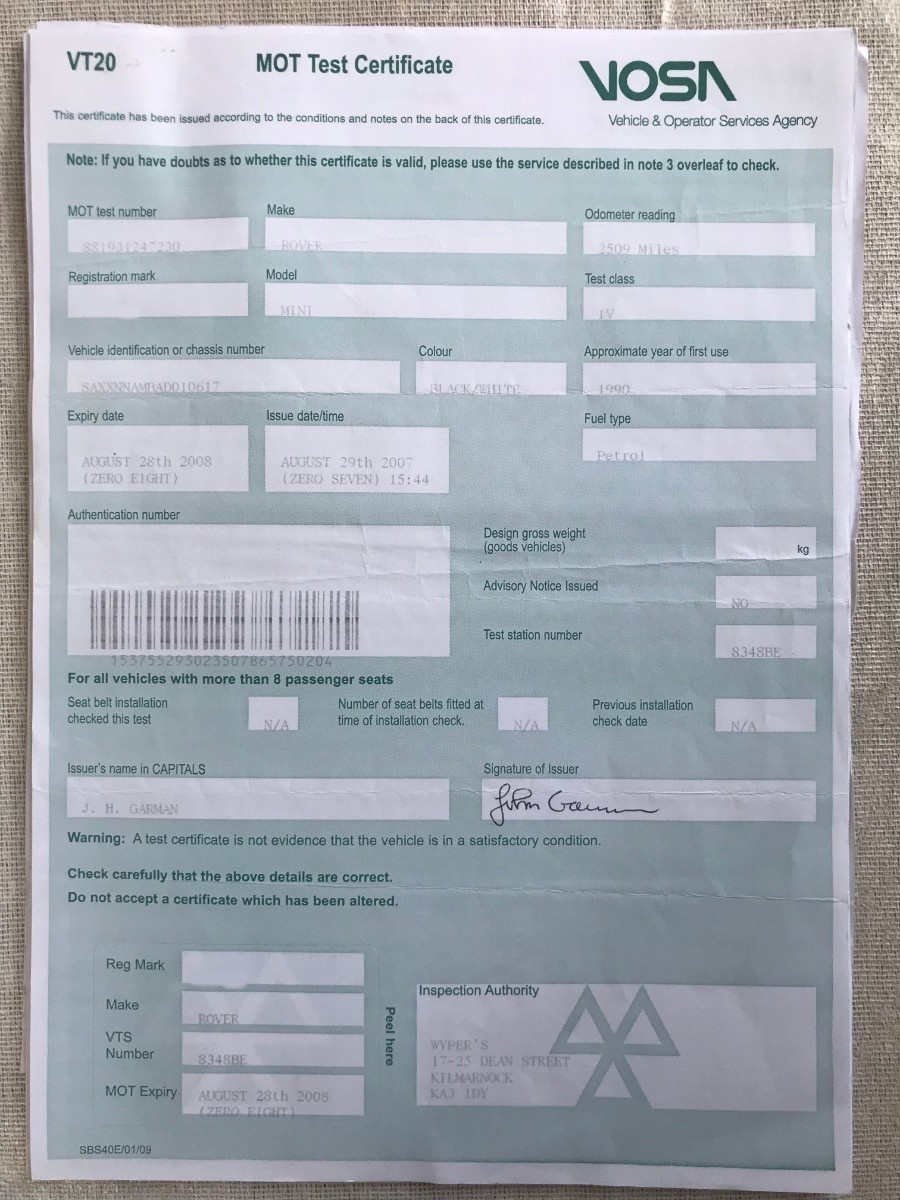 VT20
MOT Test Certificate
VOSA
Vehicle & Operator Services Agency
This certificate has been issued according to the conditions and notes on the back of this certificate.
Note: If you have doubts as to whether this certificate is valid, please use the service described in note 3 overleaf to check.
MOT test number
881931247230
Make
ROVER
Odometer reading
2509 Miles
Registration mark
Model
MINI
Test class
IV
Vehicle identification or chassis number
SAXXNNAMBAD010617
Colour
BLACK/WHITE
Approximate year of first use
1990
Expiry date
AUGUST 28th 2008
(ZERO EIGHT)
Issue date/time
AUGUST 29th 2007
(ZERO SEVEN) 15:44
Fuel type
Petrol
Authentication number
153755293023507865750204
Design gross weight
(goods vehicles)
kg
Advisory Notice Issued
NO
Test station number
8348BE
For all vehicles with more than 8 passenger seats
Seat belt installation
checked this test
N/A
Number of seat belts fitted at
time of installation check.
N/A
Previous installation
check date
N/A
Issuer's name in CAPITALS
J. H. GARMAN
Signature of Issuer
Warning: A test certificate is not evidence that the vehicle is in a satisfactory condition.
Check carefully that the above details are correct.
Do not accept a certificate which has been altered.
Reg Mark
Make
ROVER
VTS
Number
8348BE
MOT Expiry
AUGUST 28th 2008
(ZERO EIGHT)
Peel here
Inspection Authority
WYPER'S
17-25 DEAN STREET
KILMARNOCK
KA3 1DY
SBS40E/01/09